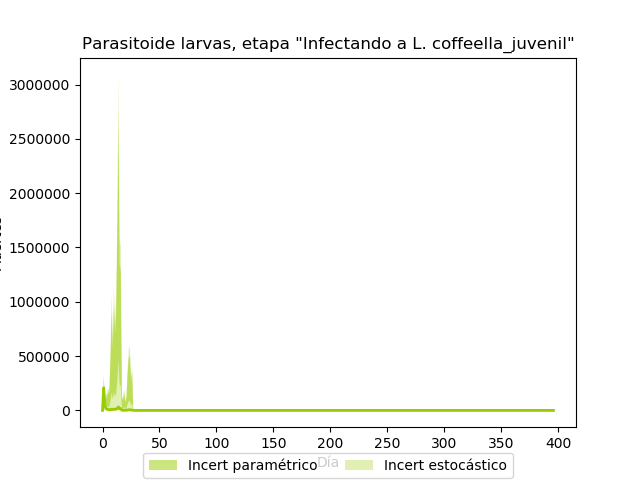 Parasitoide larvas, etapa "Infectando a L. coffeella_juvenil"
3000000
2500000
2000000
1500000
1000000
500000
0
0 50 100 150 200 250 300 350 400
Día
Incert paramétrico Incert estocástico